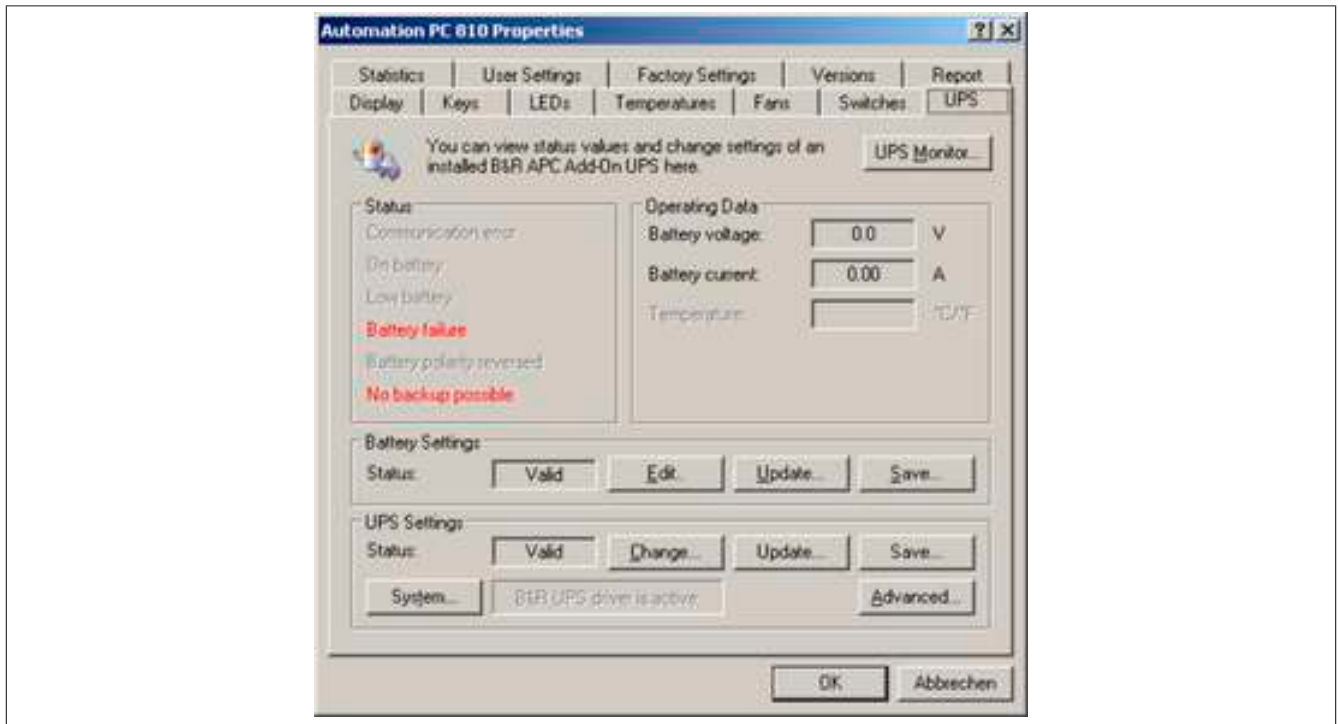 Automation PC 810 Properties
Statistics User Settings Factory Settings Versions Report
Display Keys LEDs Temperatures Fans Switches UPS
You can view status values and change settings of an
installed B&R APC Add-On UPS here.
UPS Monitor...
Status
Communication error
On battery
Low battery
Battery failure
Battery polarity reversed
No backup possible
Operating Data
Battery voltage: 0.0 V
Battery current: 0.00 A
Temperature: °C/°F
Battery Settings
Status: Valid Edit... Update... Save...
UPS Settings
Status: Valid Change... Update... Save...
System... B&R UPS driver is active Advanced...
OK Abbrechen